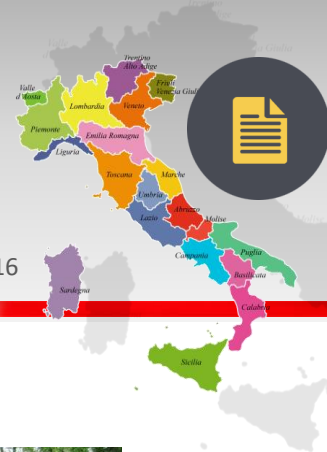 Trentino
Alto Adige
Friuli
Venezia Giul
Valle
d'Aosta
Lombardia
Veneto
Piemonte
Emilia Romagna
Liguria
Toscana
Marche
Umbria
Abruzzo
Lazio
Molise
Puglia
Campania
Basilicata
16
Sardegna
Calabria
Sicilia